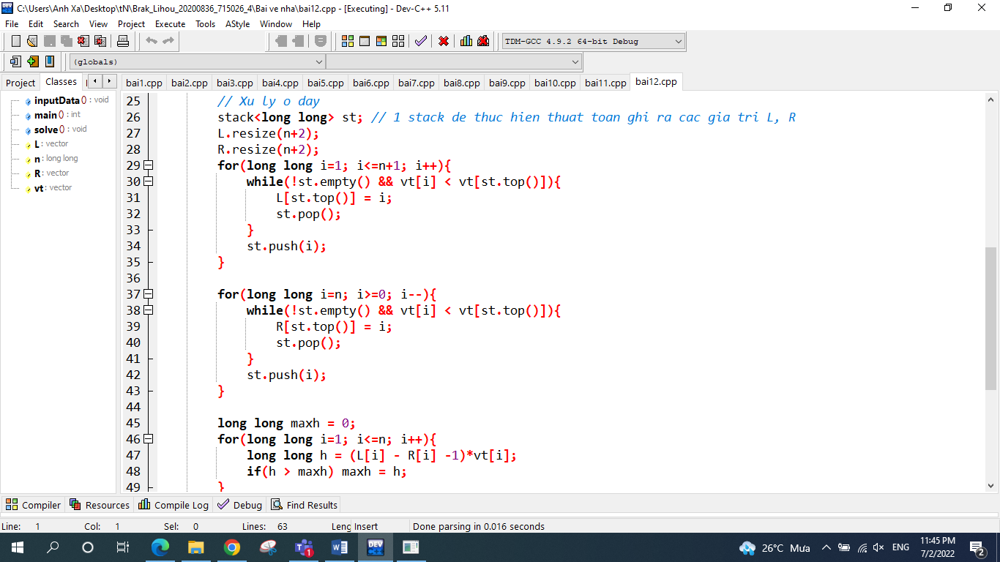 C:\Users\Anh Xa\Desktop\tN\Brak_Lihou_20200836_715026_4\Bai ve nha\bai12.cpp - [Executing] - Dev-C++ 5.11
File Edit Search View Project Execute Tools AStyle Window Help
TDM-GCC 4.9.2 64-bit Debug
(globals)
Project Classes
bai1.cpp bai2.cpp bai3.cpp bai4.cpp bai5.cpp bai6.cpp bai7.cpp bai8.cpp bai9.cpp bai10.cpp bai11.cpp bai12.cpp
inputData () : void
main () : int
solve () : void
L : vector
n : long long
R : vector
vt : vector
25 // Xu ly o day
26 stack<long long> st; // 1 stack de thuc hien thuat toan ghi ra cac gia tri L, R
27 L.resize(n+2);
28 R.resize(n+2);
29 for(long long i=1; i<=n+1; i++){
30 while(!st.empty() && vt[i] < vt[st.top()]){
31 L[st.top()] = i;
32 st.pop();
33 }
34 st.push(i);
35 }
36
37 for(long long i=n; i>=0; i--){
38 while(!st.empty() && vt[i] < vt[st.top()]){
39 R[st.top()] = i;
40 st.pop();
41 }
42 st.push(i);
43 }
44
45 long long maxh = 0;
46 for(long long i=1; i<=n; i++){
47 long long h = (L[i] - R[i] -1)*vt[i];
48 if(h > maxh) maxh = h;
49 }
Compiler Resources Compile Log Debug Find Results
Line: 1 Col: 1 Sel: 0 Lines: 63 Leng Insert Done parsing in 0.016 seconds
26°C Mưa ENG
11:45 PM
7/2/2022
2